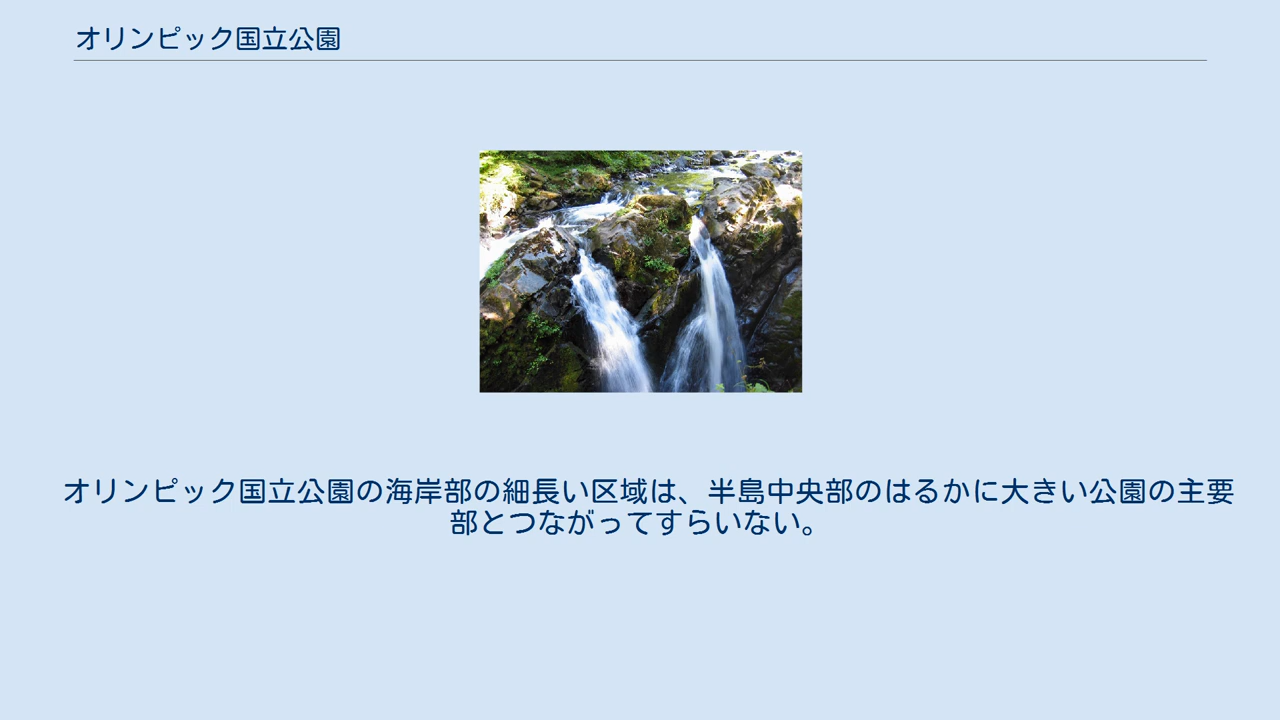 オリンピック国立公園
オリンピック国立公園の海岸部の細長い区域は、半島中央部のはるかに大きい公園の主要
部とつながってすらいない。